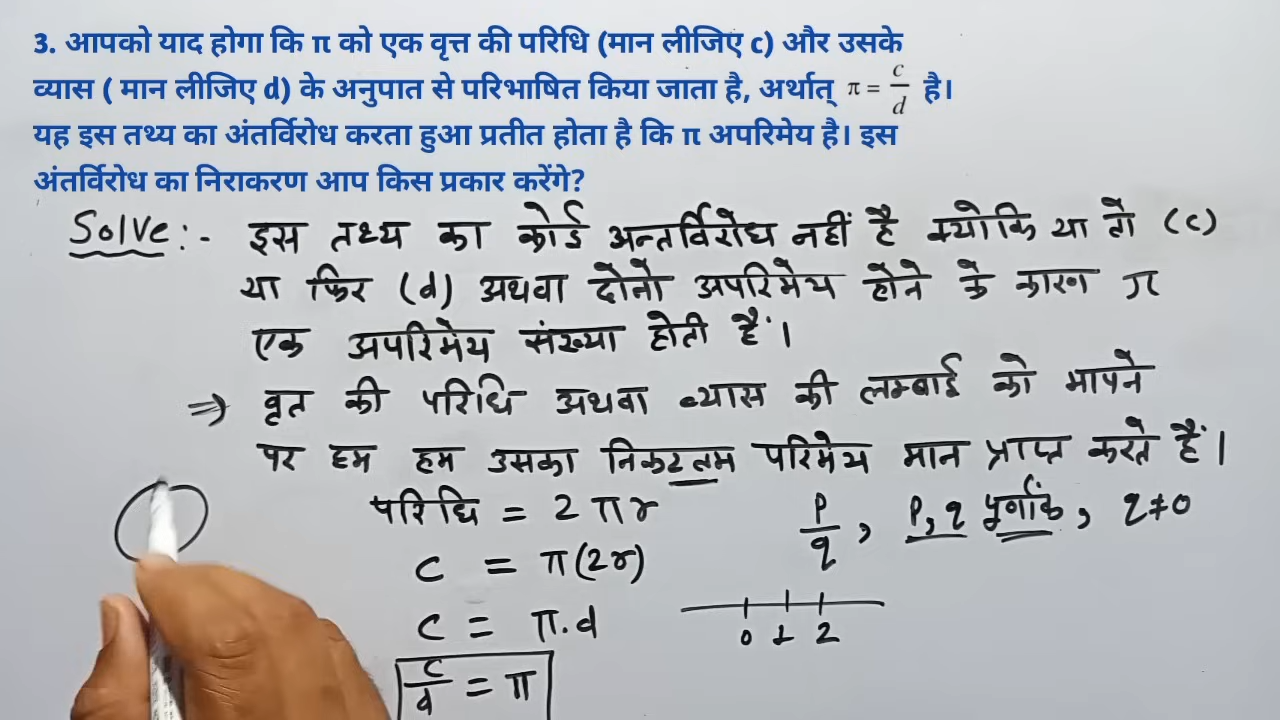 3. आपको याद होगा कि π को एक वृत्त की परिधि (मान लीजिए c) और उसके
व्यास ( मान लीजिए d) के अनुपात से परिभाषित किया जाता है, अर्थात् π = c/d है।
यह इस तथ्य का अंतर्विरोध करता हुआ प्रतीत होता है कि π अपरिमेय है। इस
अंतर्विरोध का निराकरण आप किस प्रकार करेंगे?
Solve:- इस तथ्य का कोई अन्तर्विरोध नहीं है क्योकि या तो (c)
या फिर (d) अथवा दोनो अपरिमेय होने के कारण π
एक अपरिमेय संख्या होती है।
⇒ वृत की परिधि अथवा व्यास की लम्बाई को मापने
पर हम हम उसका निकटतम परिमेय मान प्राप्त करते हैं।
परिधि = 2πr
p/q, p, q पूर्णांक, q≠0
c = π(2r)
c = π.d
0 1 2
c/d = π